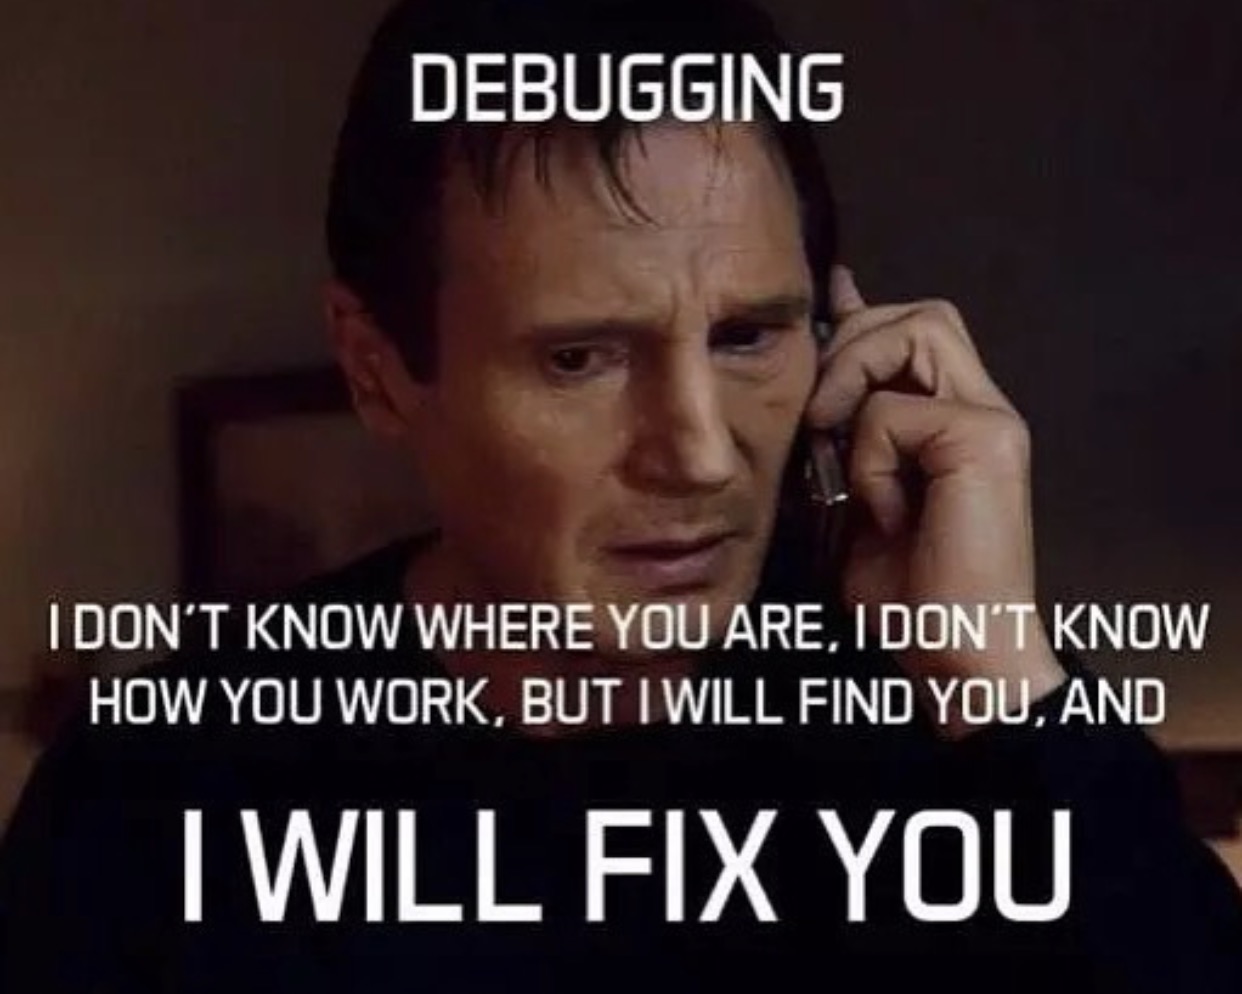 DEBUGGING
I DON'T KNOW WHERE YOU ARE, I DON'T KNOW
HOW YOU WORK, BUT I WILL FIND YOU, AND
I WILL FIX YOU